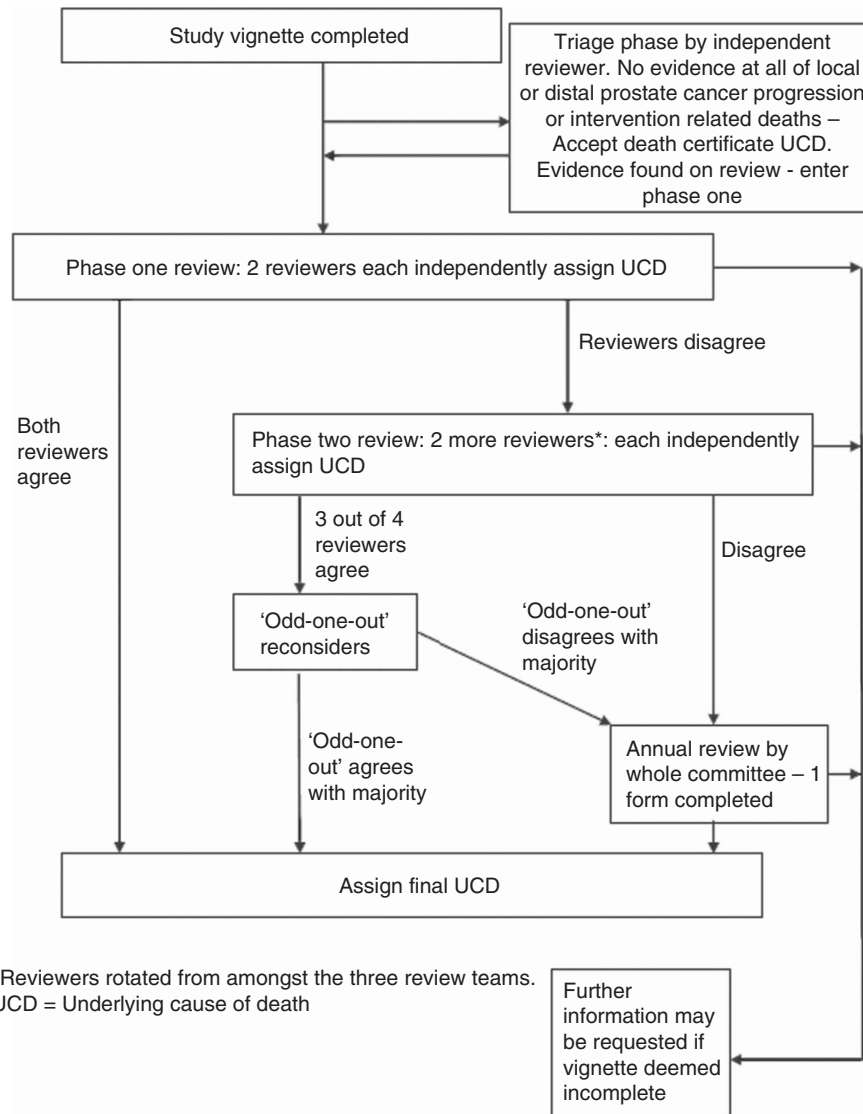 Study vignette completed
Triage phase by independent
reviewer. No evidence at all of local
or distal prostate cancer progression
or intervention related deaths –
Accept death certificate UCD.
Evidence found on review - enter
phase one
Phase one review: 2 reviewers each independently assign UCD
Reviewers disagree
Both
reviewers
agree
Phase two review: 2 more reviewers*: each independently
assign UCD
3 out of 4
reviewers
agree
Disagree
‘Odd-one-out’
reconsiders
‘Odd-one-out’
disagrees with
majority
‘Odd-one-
out’ agrees
with majority
Annual review by
whole committee – 1
form completed
Assign final UCD
Reviewers rotated from amongst the three review teams.
UCD = Underlying cause of death
Further
information may
be requested if
vignette deemed
incomplete